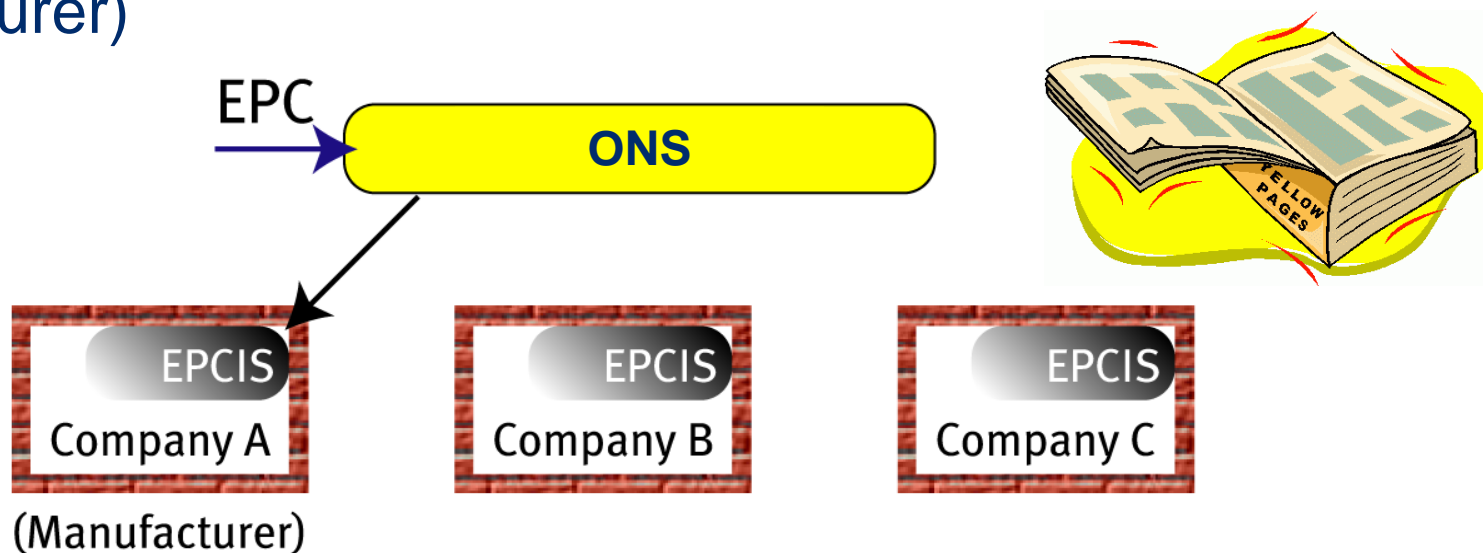 urer)
EPC
ONS
YELLOW
PAGES
EPCIS
Company A
(Manufacturer)
EPCIS
Company B
EPCIS
Company C